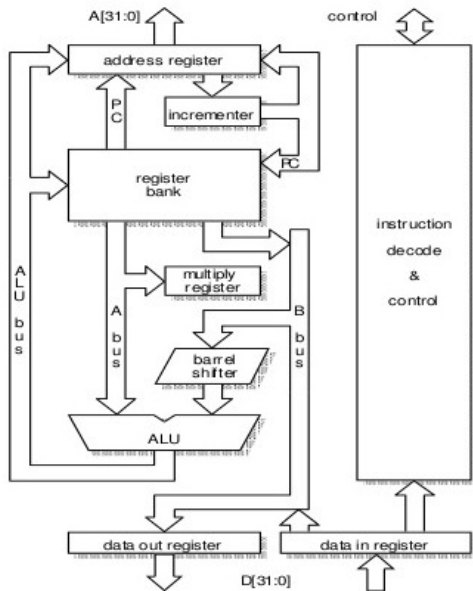 A[31:0]
control
address register
PC
incrementer
PC
register
bank
instruction
decode
&
control
multiply
register
ALU bus
A bus
B bus
barrel
shifter
ALU
data out register
data in register
D[31:0]